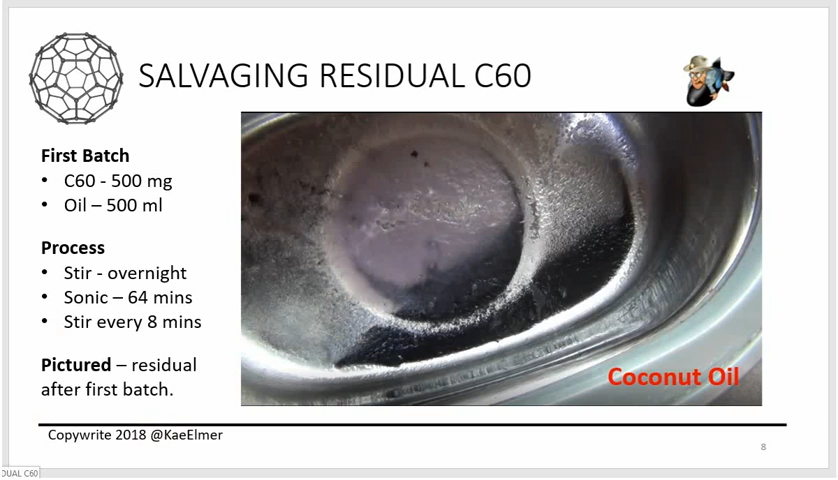 SALVAGING RESIDUAL C60
First Batch
• C60 - 500 mg
• Oil – 500 ml
Process
• Stir - overnight
• Sonic – 64 mins
• Stir every 8 mins
Pictured – residual
after first batch.
Coconut Oil
Copywrite 2018 @KaeElmer
8
DUAL C60